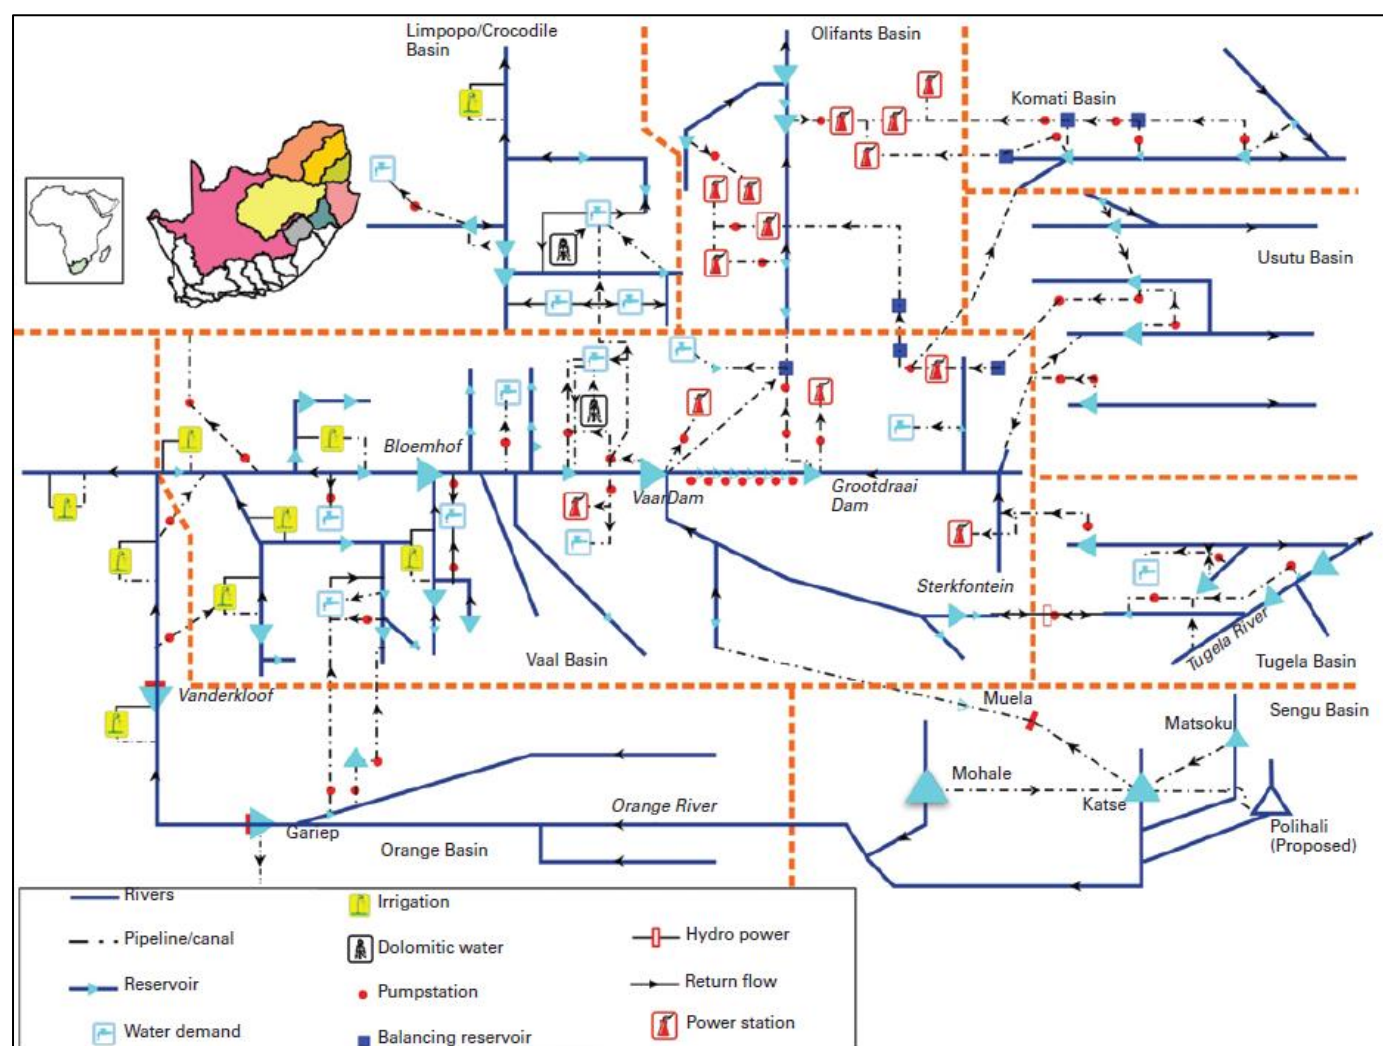 Limpopo/Crocodile
Basin
Olifants Basin
Komati Basin
Usutu Basin
Bloemhof
VaarDam
Grootdraai
Dam
Sterkfontein
Tugela River
Vaal Basin
Tugela Basin
Vanderkloof
Muela
Sengu Basin
Matsoku
Mohale
Katse
Orange River
Gariep
Polihali
(Proposed)
Orange Basin
Rivers
Irrigation
Pipeline/canal
Hydro power
Dolomitic water
Reservoir
Return flow
Pumpstation
Water demand
Power station
Balancing reservoir